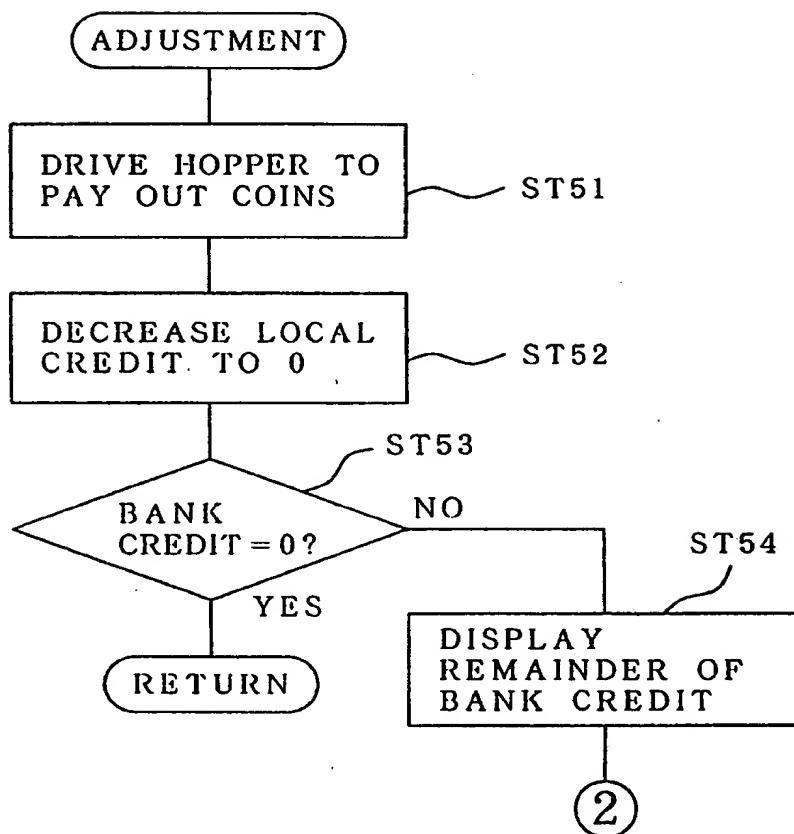 ADJUSTMENT
DRIVE HOPPER TO
PAY OUT COINS
ST51
DECREASE LOCAL
CREDIT TO 0
ST52
ST53
BANK
CREDIT=0?
NO
YES
ST54
DISPLAY
REMAINDER OF
BANK CREDIT
RETURN
2